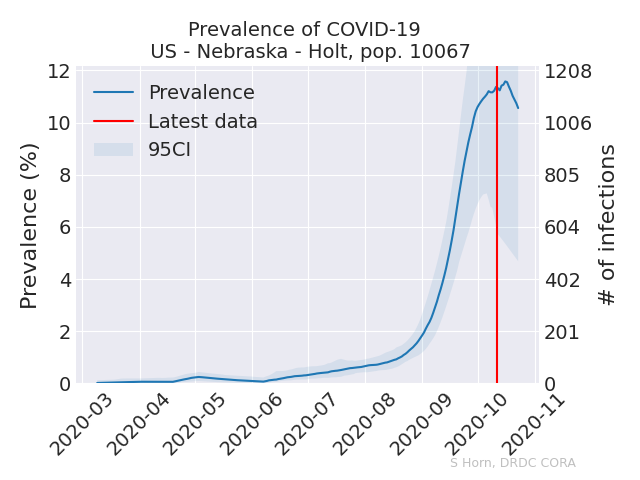 Prevalence of COVID-19
US - Nebraska - Holt, pop. 10067
Prevalence (%)
12
10
8
6
4
2
0
Prevalence
Latest data
95CI
1208
1006
805
604
402
201
0
# of infections
2020-03
2020-04
2020-05
2020-06
2020-07
2020-08
2020-09
2020-10
2020-11
S Horn, DRDC CORA